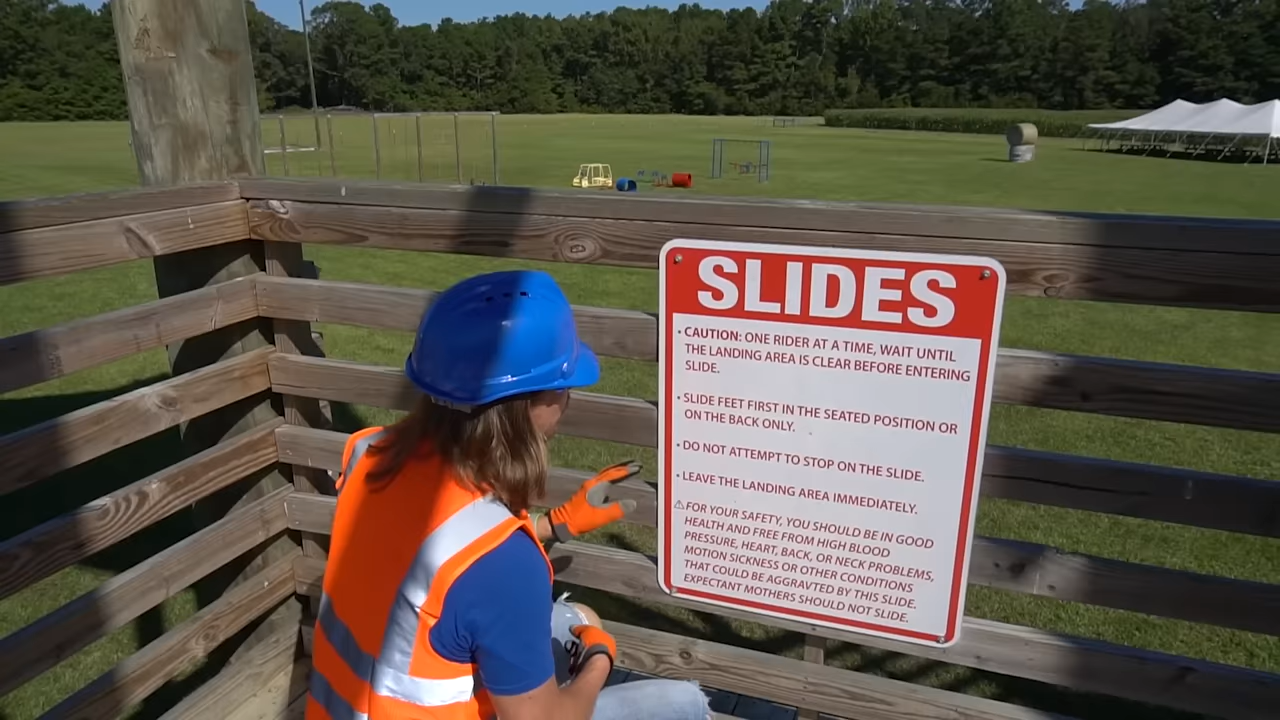 SLIDES
• CAUTION: ONE RIDER AT A TIME, WAIT UNTIL
THE LANDING AREA IS CLEAR BEFORE ENTERING
SLIDE.
• SLIDE FEET FIRST IN THE SEATED POSITION OR
ON THE BACK ONLY.
• DO NOT ATTEMPT TO STOP ON THE SLIDE.
• LEAVE THE LANDING AREA IMMEDIATELY.
⚠ FOR YOUR SAFETY, YOU SHOULD BE IN GOOD
HEALTH AND FREE FROM HIGH BLOOD
PRESSURE, HEART, BACK, OR NECK PROBLEMS,
MOTION SICKNESS OR OTHER CONDITIONS
THAT COULD BE AGGRAVTED BY THIS SLIDE.
EXPECTANT MOTHERS SHOULD NOT SLIDE.